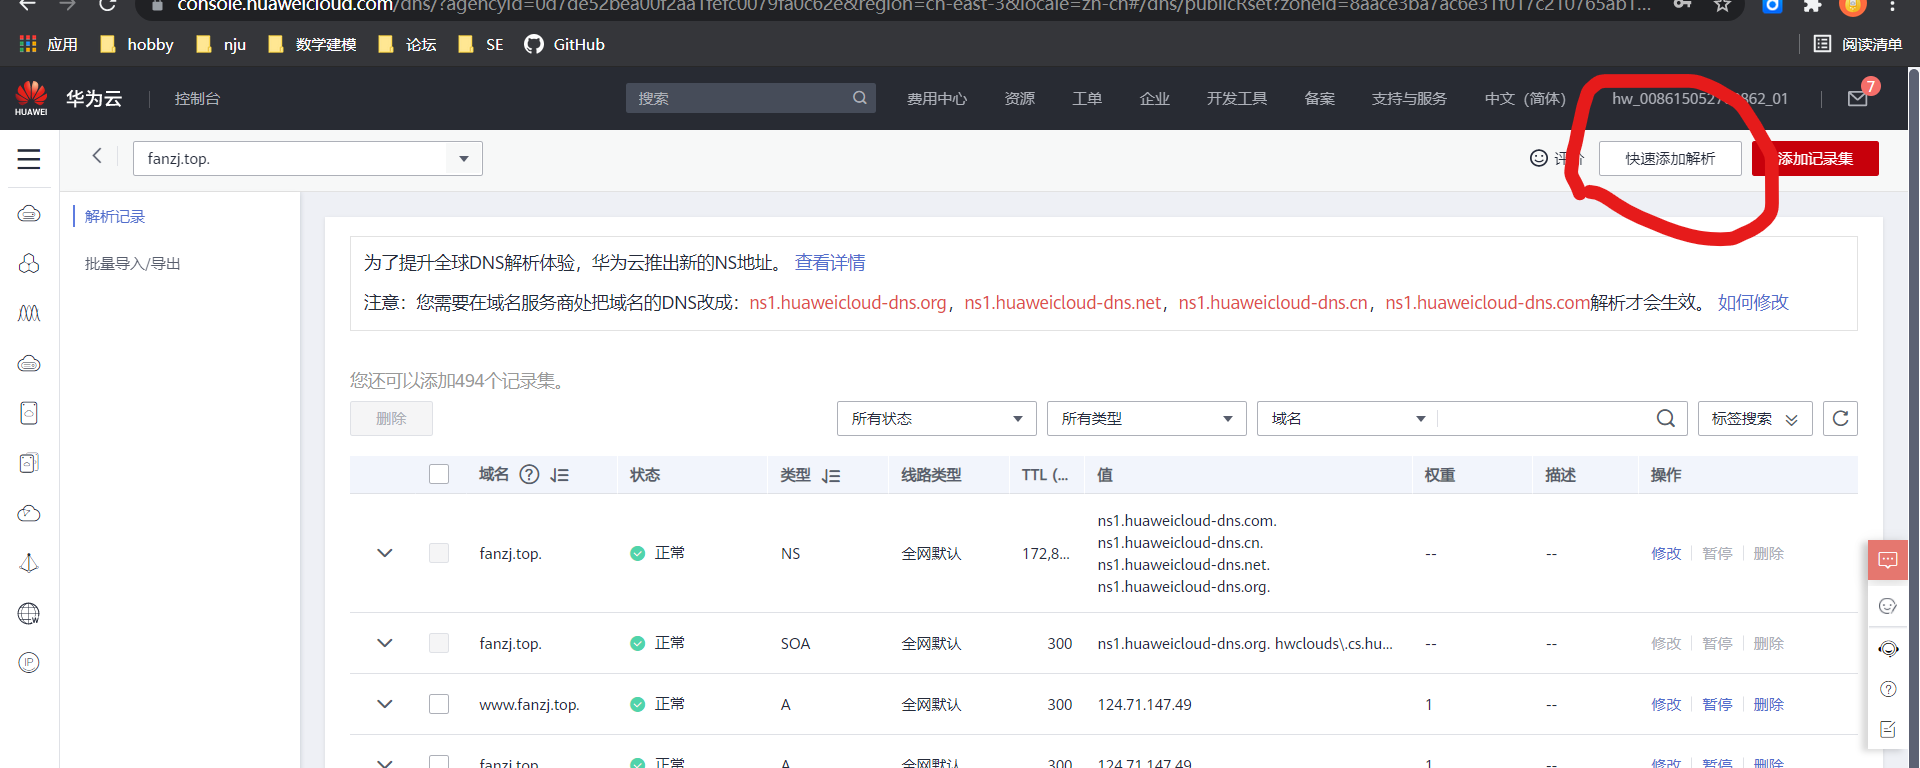 console.huaweicloud.com/dns/?agencyId=0d7de52bea00f2aa1fefc0079fa0c62e&region=cn-east-3&locale=zh-cn#/dns/publicRset?zoneid=8aace3ba7ac6e31f017c210765ab1...
应用 hobby nju 数学建模 论坛 SE GitHub 阅读清单
HUAWEI 华为云 控制台 搜索 费用中心 资源 工单 企业 开发工具 备案 支持与服务 中文（简体） 7
fanzj.top. 快速添加解析 添加记录集
解析记录
批量导入/导出
为了提升全球DNS解析体验，华为云推出新的NS地址。 查看详情
注意：您需要在域名服务商处把域名的DNS改成：ns1.huaweicloud-dns.org，ns1.huaweicloud-dns.net，ns1.huaweicloud-dns.cn，ns1.huaweicloud-dns.com解析才会生效。 如何修改
您还可以添加494个记录集。
删除 所有状态 所有类型 域名 标签搜索
域名 状态 类型 线路类型 TTL (... 值 权重 描述 操作
ns1.huaweicloud-dns.com.
ns1.huaweicloud-dns.cn.
fanzj.top. 正常 NS 全网默认 172,8... -- -- 修改 暂停 删除
ns1.huaweicloud-dns.net.
ns1.huaweicloud-dns.org.
fanzj.top. 正常 SOA 全网默认 300 ns1.huaweicloud-dns.org. hwclouds\.cs.hu... -- -- 修改 暂停 删除
www.fanzj.top. 正常 A 全网默认 300 124.71.147.49 1 -- 修改 暂停 删除
fanzj.top. 正常 A 全网默认 300 124.71.147.49 1 -- 修改 暂停 删除